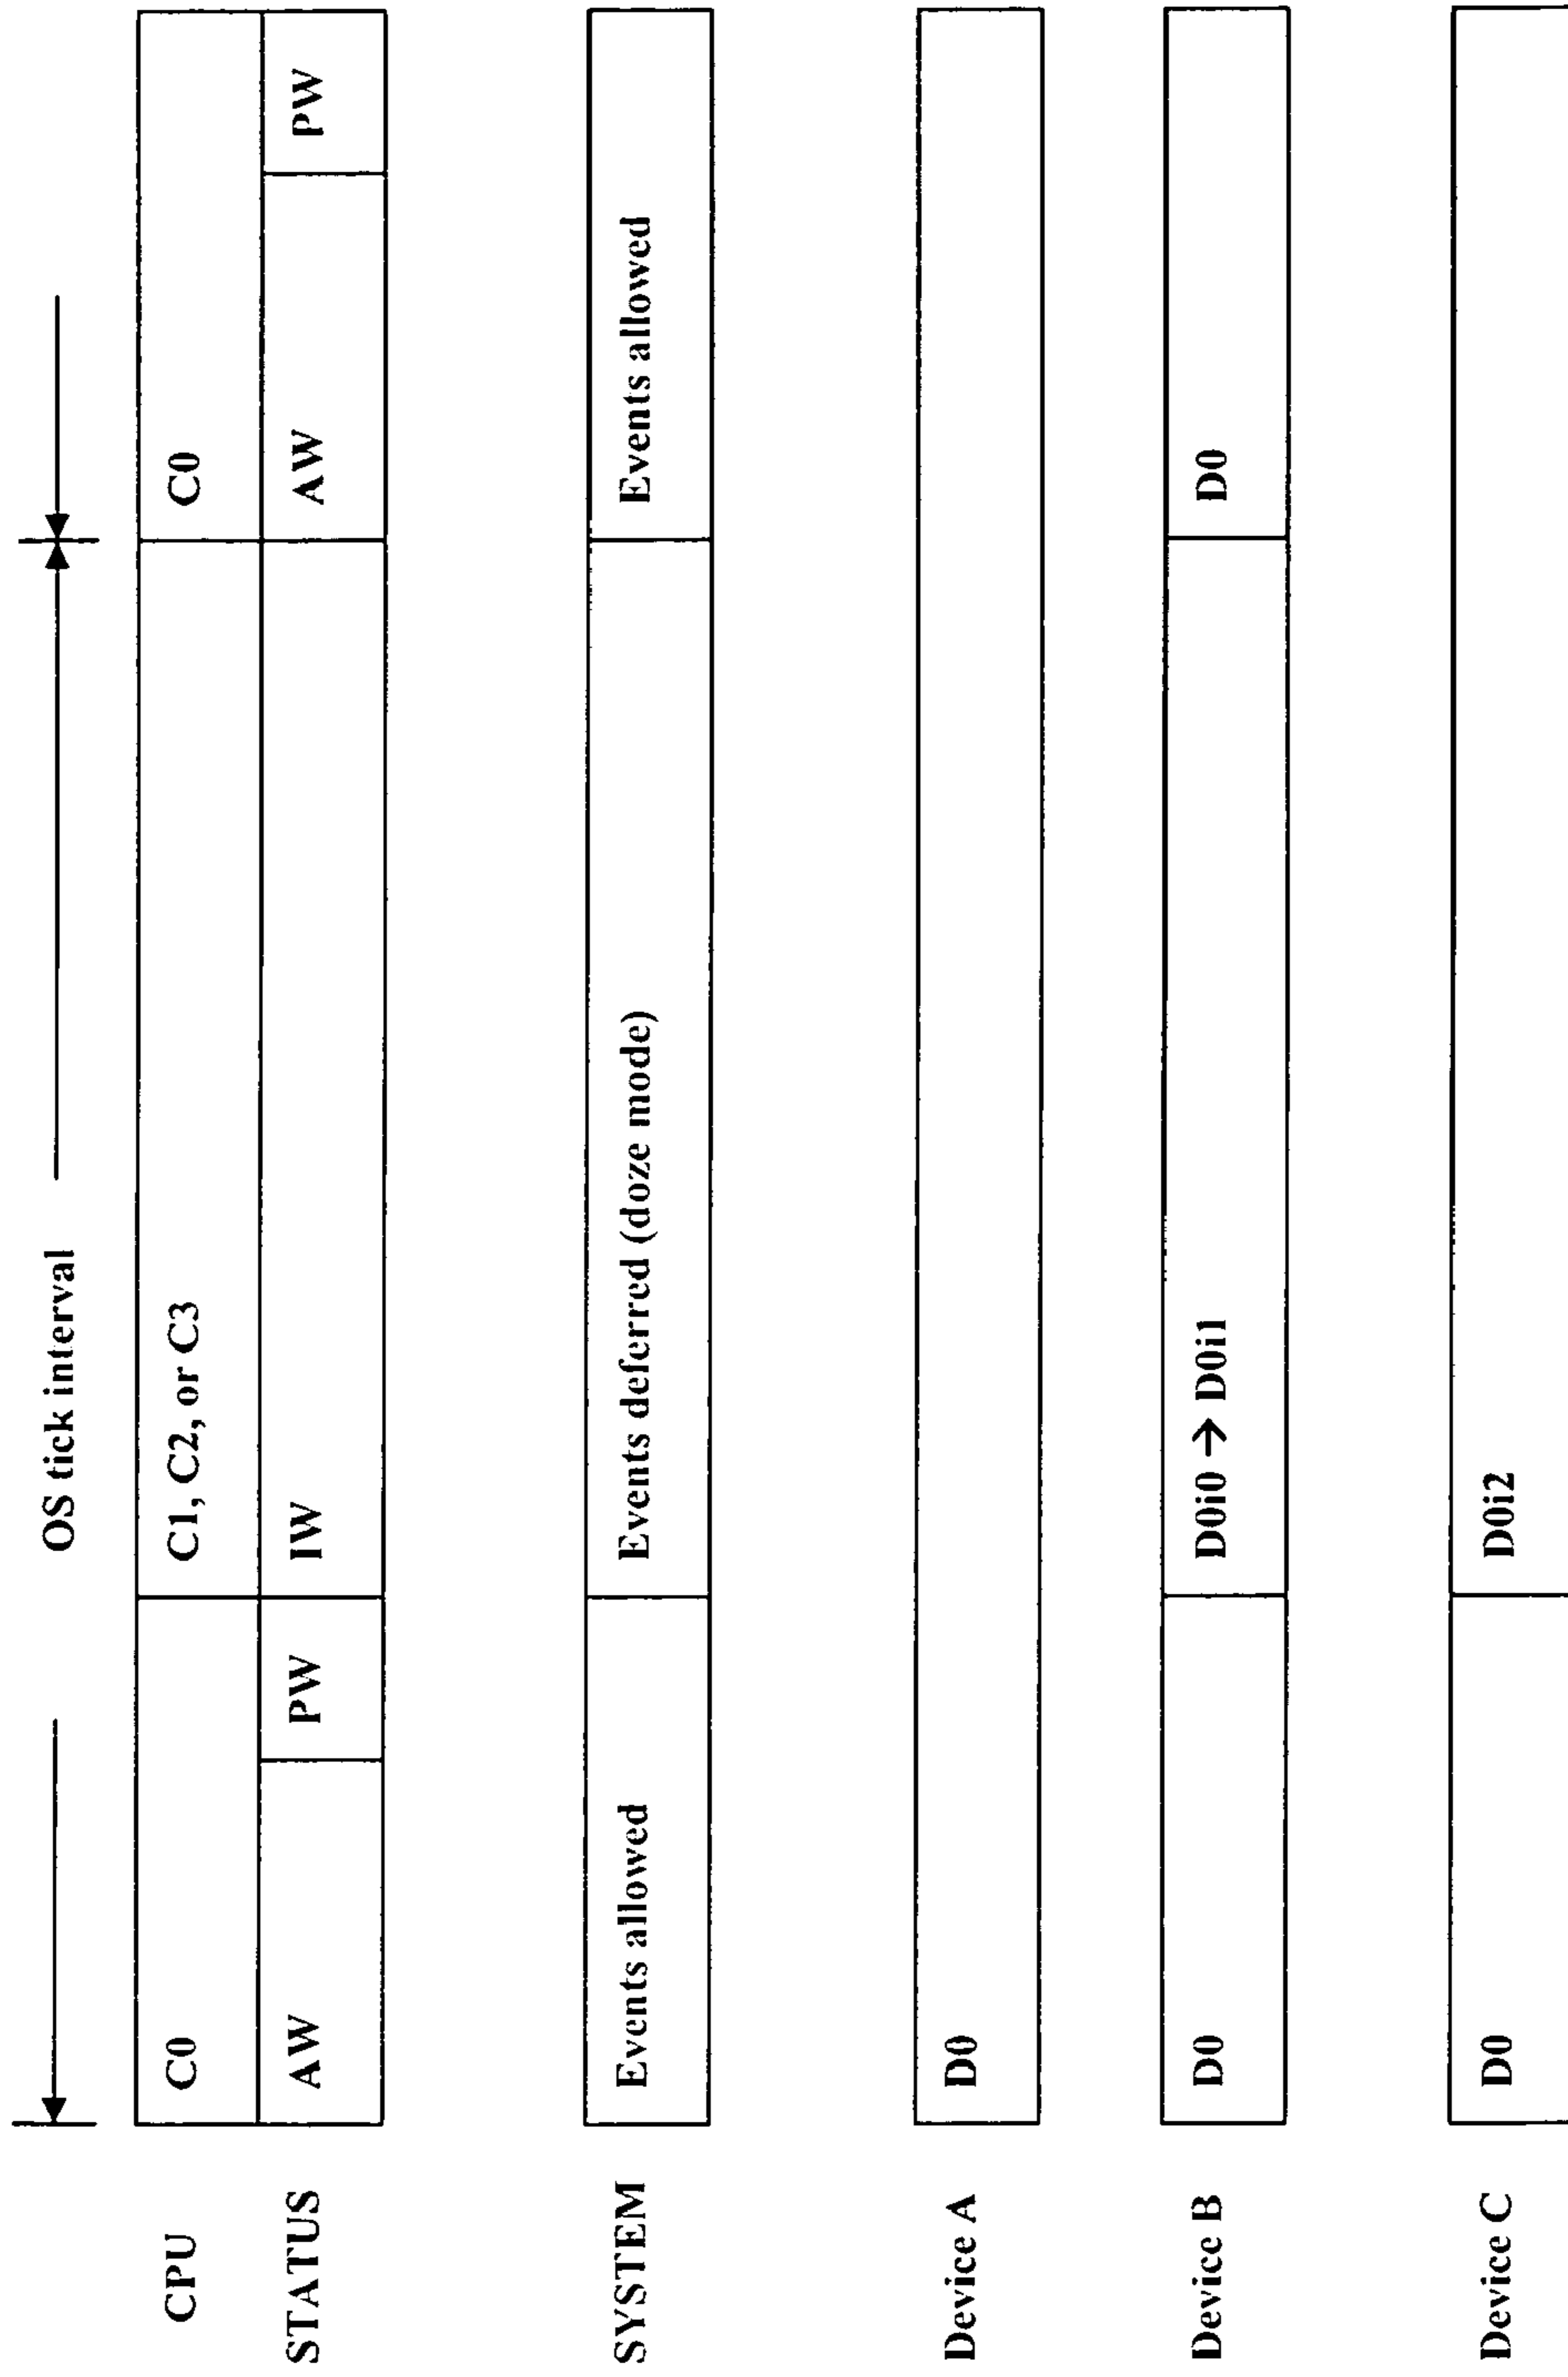 OS tick interval
CPU C0 C1, C2, or C3 C0
STATUS AW PW IW AW PW
SYSTEM Events allowed Events deferred (doze mode) Events allowed
Device A D0
Device B D0 D0i0 → D0i1 D0
Device C D0 D0i2